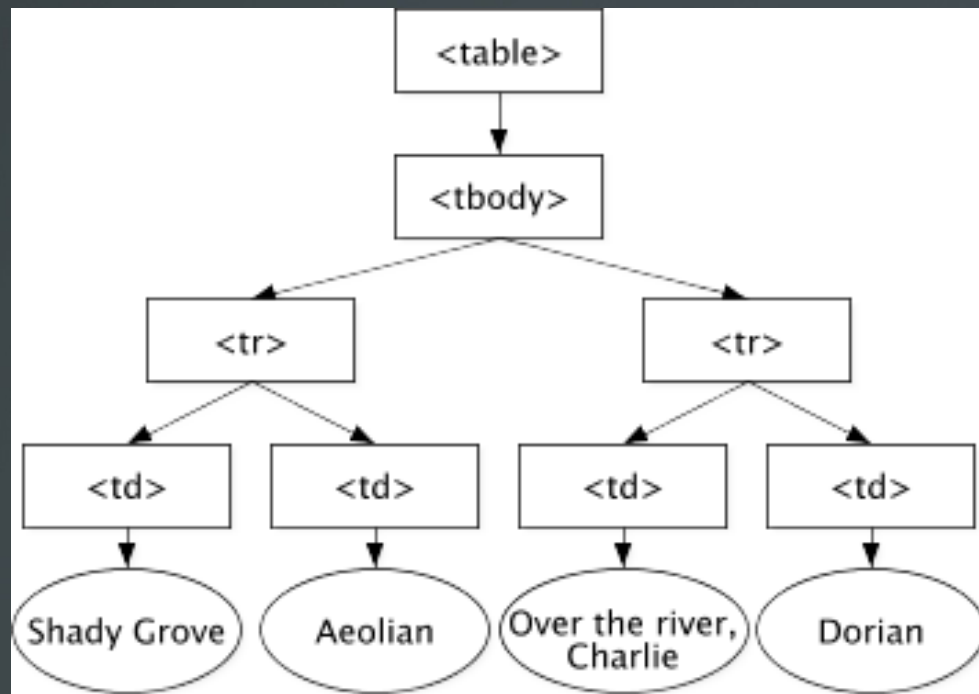 <table>
<tbody>
<tr>
<tr>
<td>
<td>
<td>
<td>
Shady Grove
Aeolian
Over the river,
Charlie
Dorian